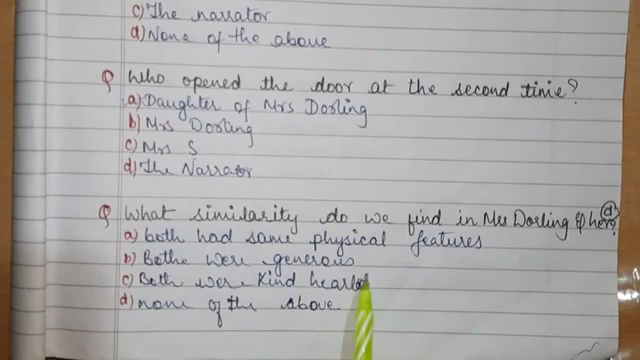 c) The narrator
d) None of the above
Q Who opened the door at the second time?
a) Daughter of Mrs Dorling
b) Mrs Dorling
c) Mrs S
d) The Narrator
Q What similarity do we find in Mrs Dorling & her (d)?
a) both had same physical features
b) Bothe were generous
c) Both were Kind
d) none of the above